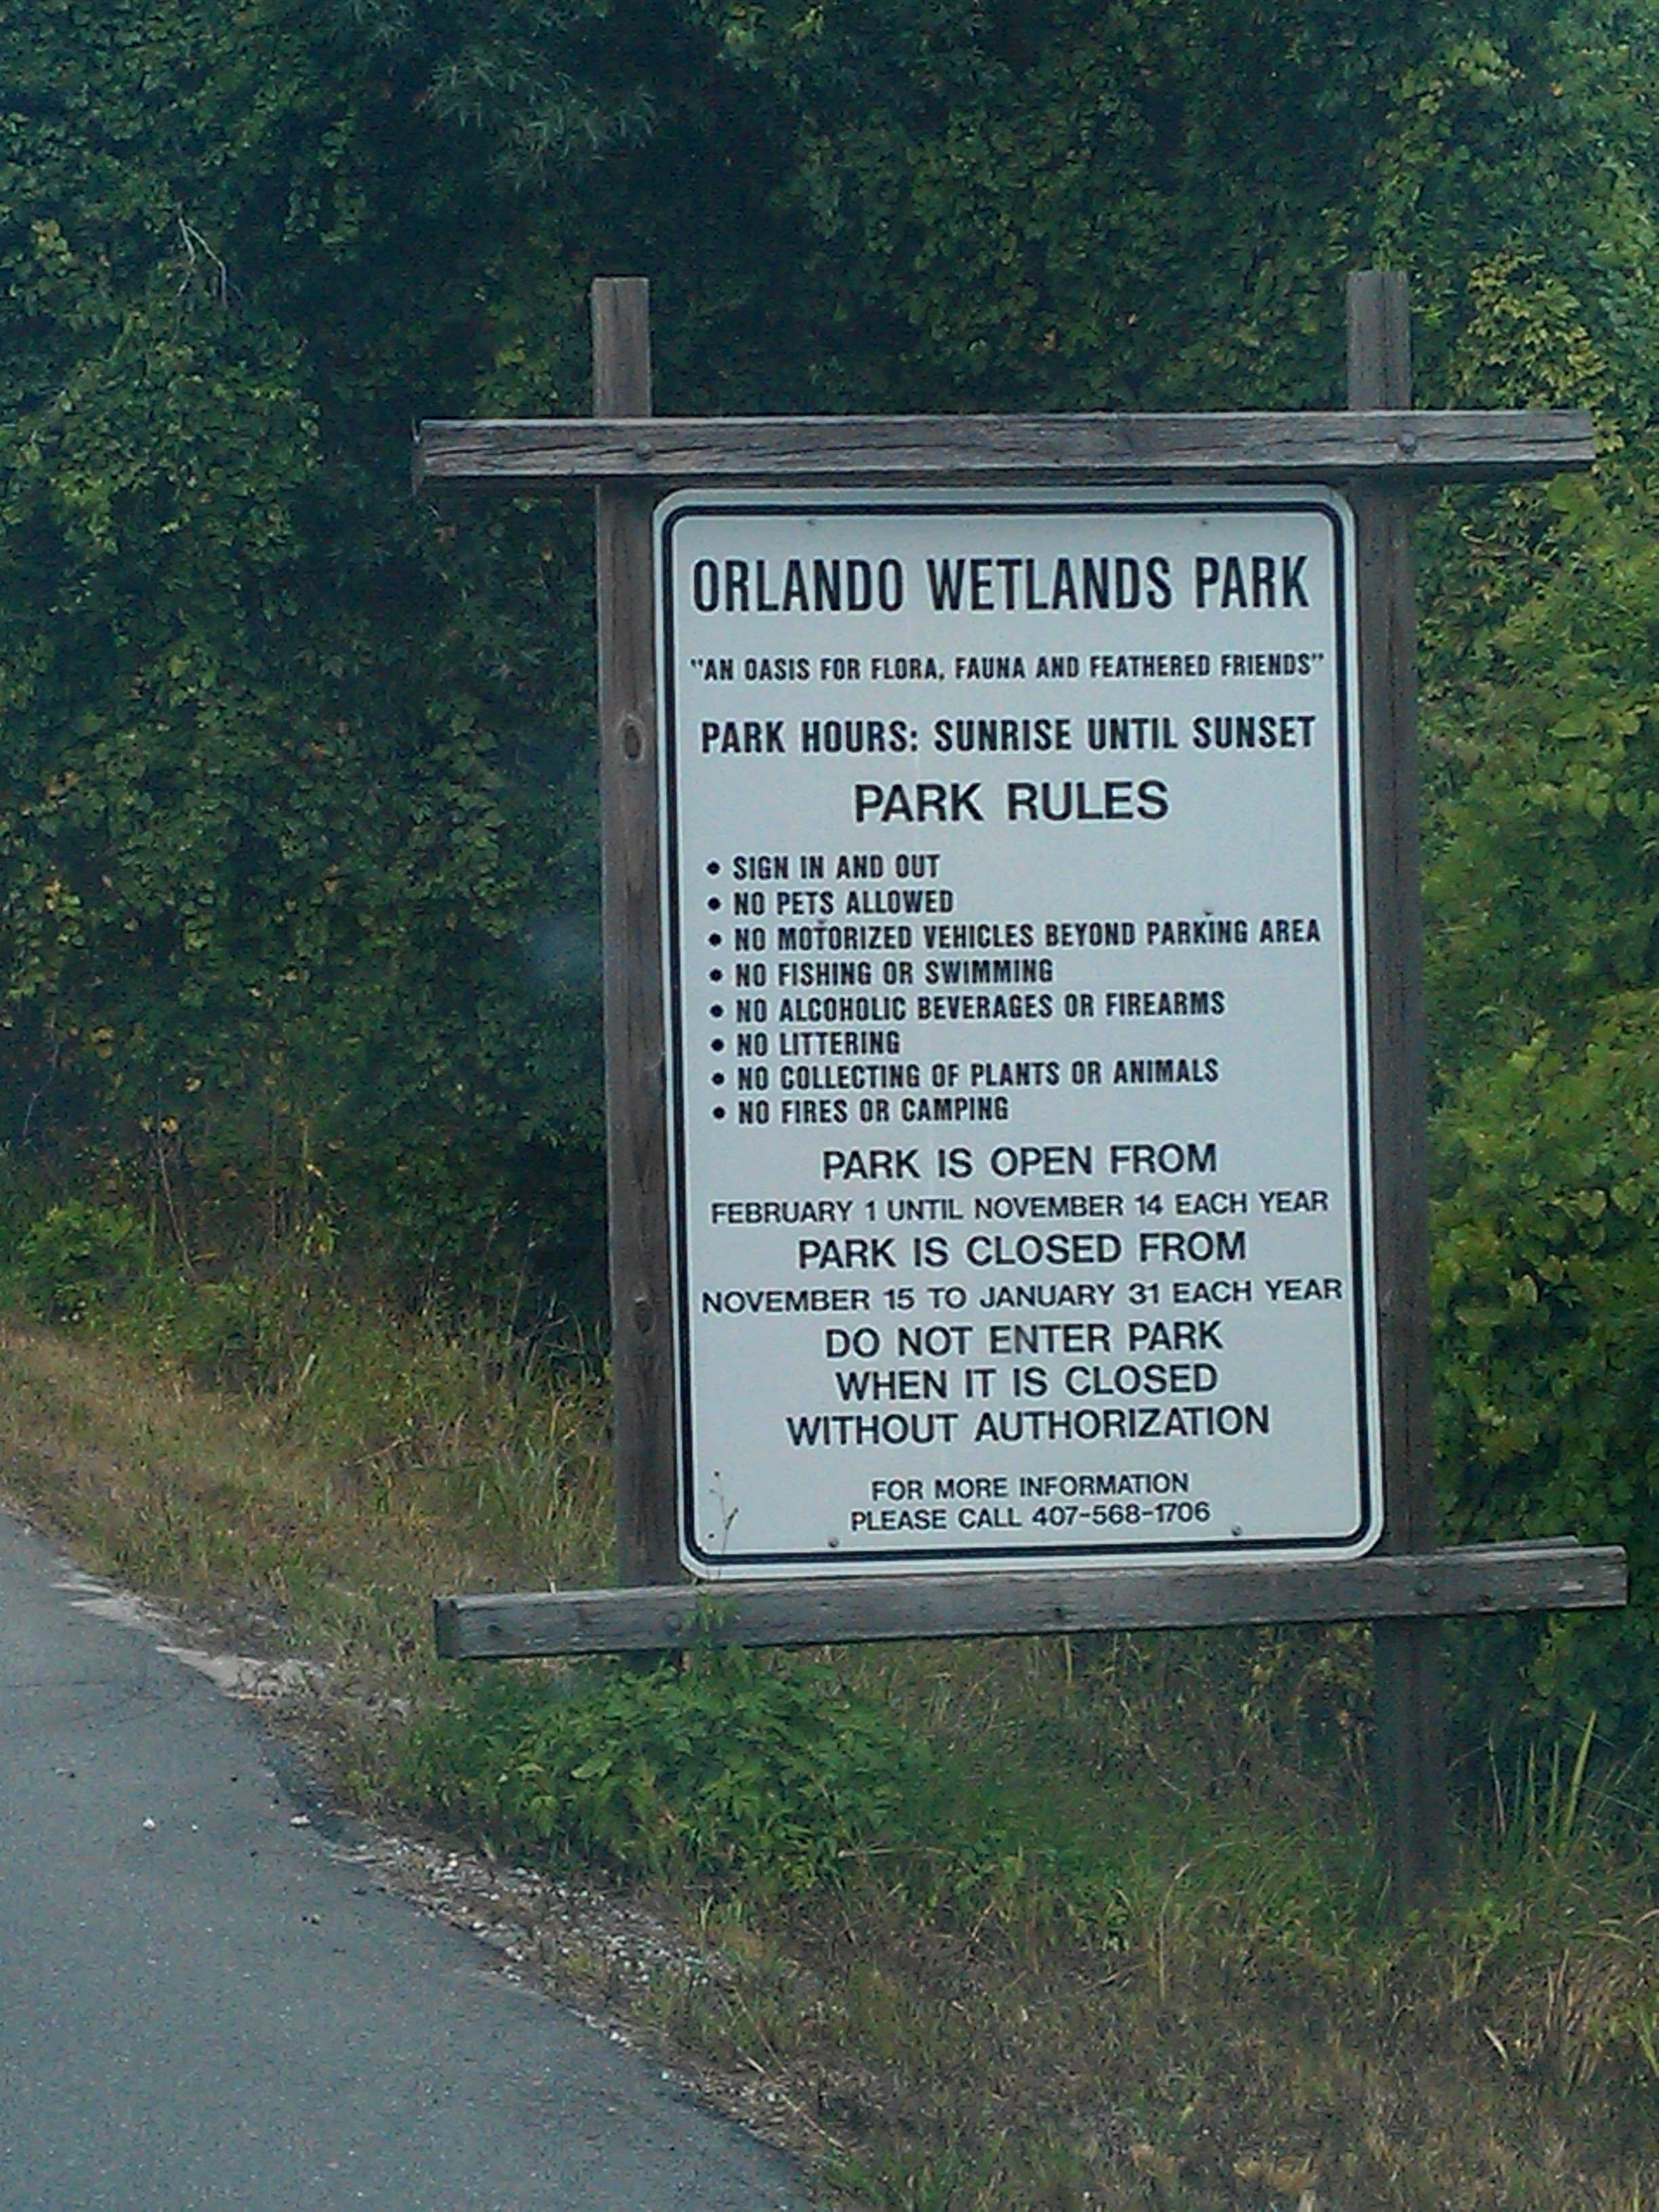 ORLANDO WETLANDS PARK
"AN OASIS FOR FLORA, FAUNA AND FEATHERED FRIENDS"
PARK HOURS: SUNRISE UNTIL SUNSET
PARK RULES
• SIGN IN AND OUT
• NO PETS ALLOWED
• NO MOTORIZED VEHICLES BEYOND PARKING AREA
• NO FISHING OR SWIMMING
• NO ALCOHOLIC BEVERAGES OR FIREARMS
• NO LITTERING
• NO COLLECTING OF PLANTS OR ANIMALS
• NO FIRES OR CAMPING
PARK IS OPEN FROM
FEBRUARY 1 UNTIL NOVEMBER 14 EACH YEAR
PARK IS CLOSED FROM
NOVEMBER 15 TO JANUARY 31 EACH YEAR
DO NOT ENTER PARK
WHEN IT IS CLOSED
WITHOUT AUTHORIZATION
FOR MORE INFORMATION
PLEASE CALL 407-568-1706